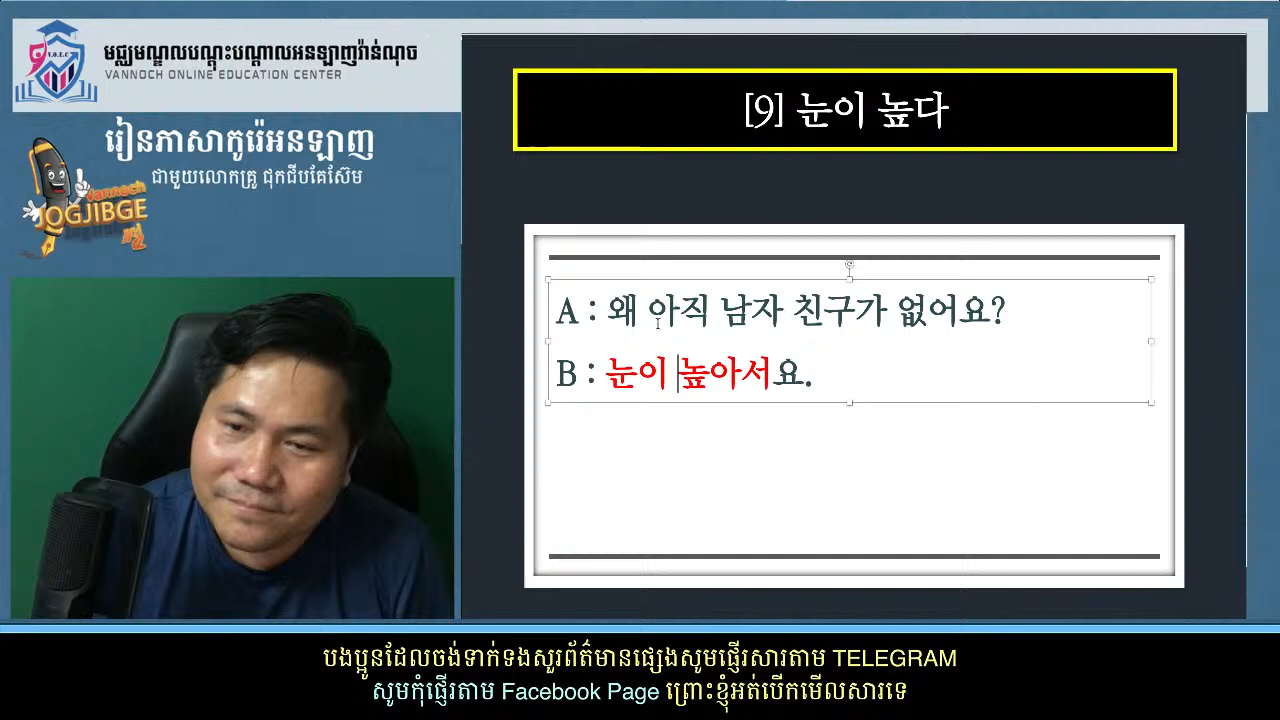 មជ្ឈមណ្ឌលបណ្តុះបណ្តាលអនឡាញវ៉ាន់ណុច
VANNOCH ONLINE EDUCATION CENTER
រៀនភាសាកូរ៉េអនឡាញ
ជាមួយលោកគ្រូ ជុកជីបគែស៊ែម
Vannoch
JOGJIBGE
[9] 눈이 높다
A : 왜 아직 남자 친구가 없어요?
B : 눈이 높아서요.
បងប្អូនដែលចង់ទាក់ទងសួរព័ត៌មានផ្សេងសូមផ្ញើរសារតាម TELEGRAM
សូមកុំផ្ញើរតាម Facebook Page ព្រោះខ្ញុំអត់បើកមើលសារទេ